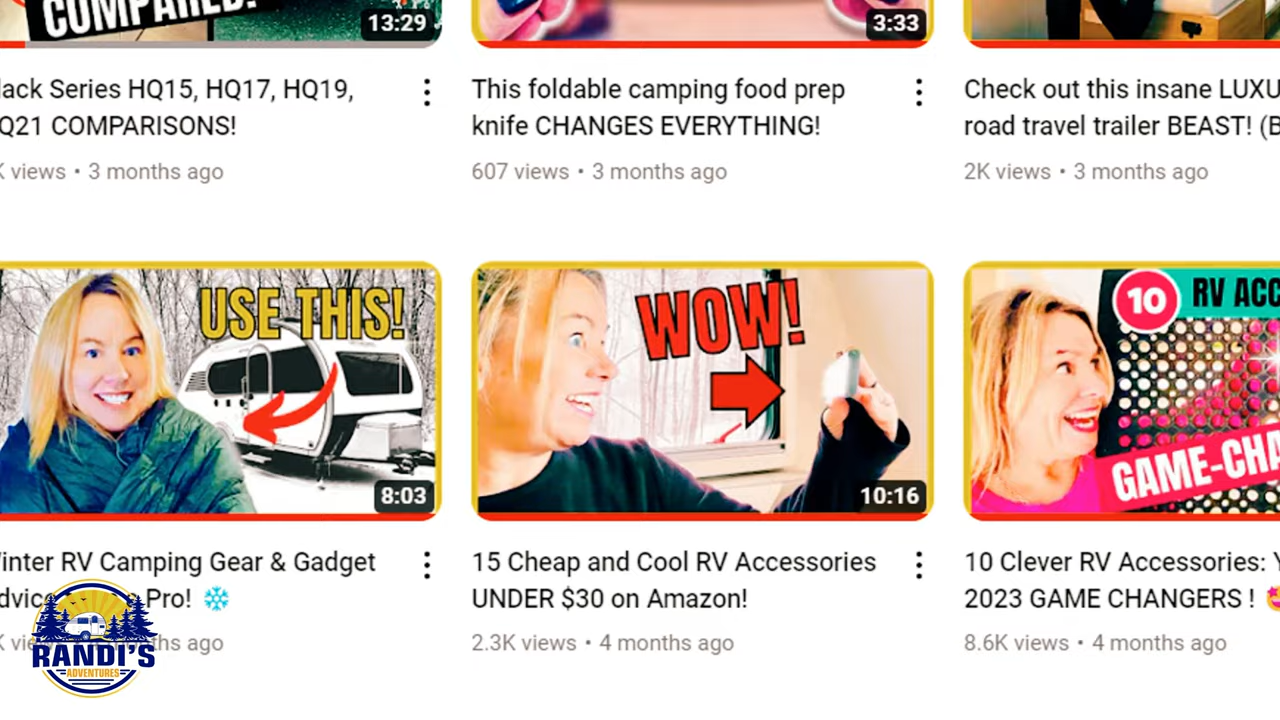 COMPARED!
13:29
3:33
lack Series HQ15, HQ17, HQ19,
Q21 COMPARISONS!
K views • 3 months ago
This foldable camping food prep
knife CHANGES EVERYTHING!
607 views • 3 months ago
Check out this insane LUXU
road travel trailer BEAST! (B
2K views • 3 months ago
USE THIS!
8:03
WOW!
10:16
10 RV ACC
GAME-CHA
inter RV Camping Gear & Gadget
dvic Pro! ❄️
K vie ths ago
15 Cheap and Cool RV Accessories
UNDER $30 on Amazon!
2.3K views • 4 months ago
10 Clever RV Accessories: Y
2023 GAME CHANGERS ! 🤩
8.6K views • 4 months ago
RANDI'S
ADVENTURES